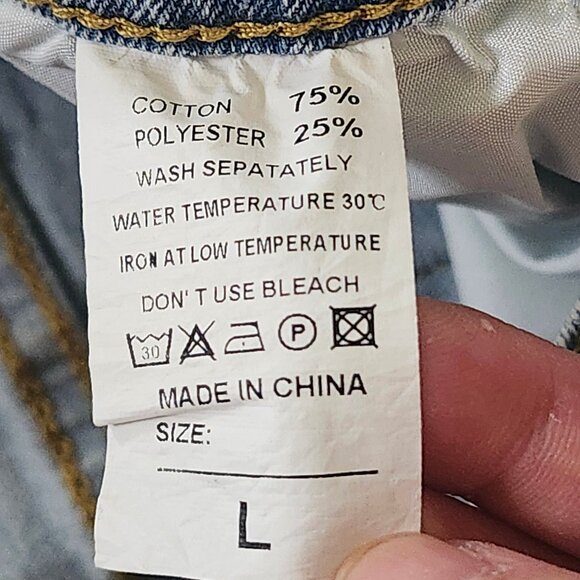 COTTON 75%
POLYESTER 25%
WASH SEPATATELY
WATER TEMPERATURE 30℃
IRON AT LOW TEMPERATURE
DON'T USE BLEACH
30 P
MADE IN CHINA
SIZE:
L